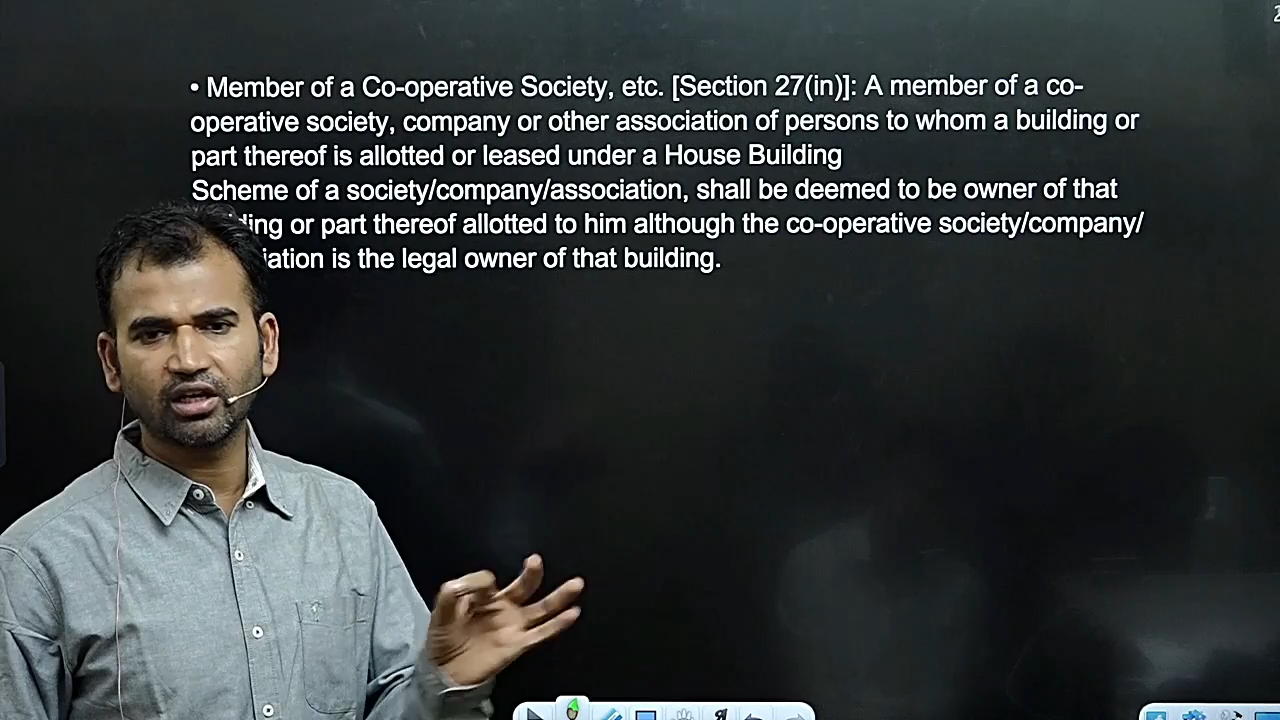 • Member of a Co-operative Society, etc. [Section 27(in)]: A member of a co-
operative society, company or other association of persons to whom a building or
part thereof is allotted or leased under a House Building
Scheme of a society/company/association, shall be deemed to be owner of that
ing or part thereof allotted to him although the co-operative society/company/
iation is the legal owner of that building.